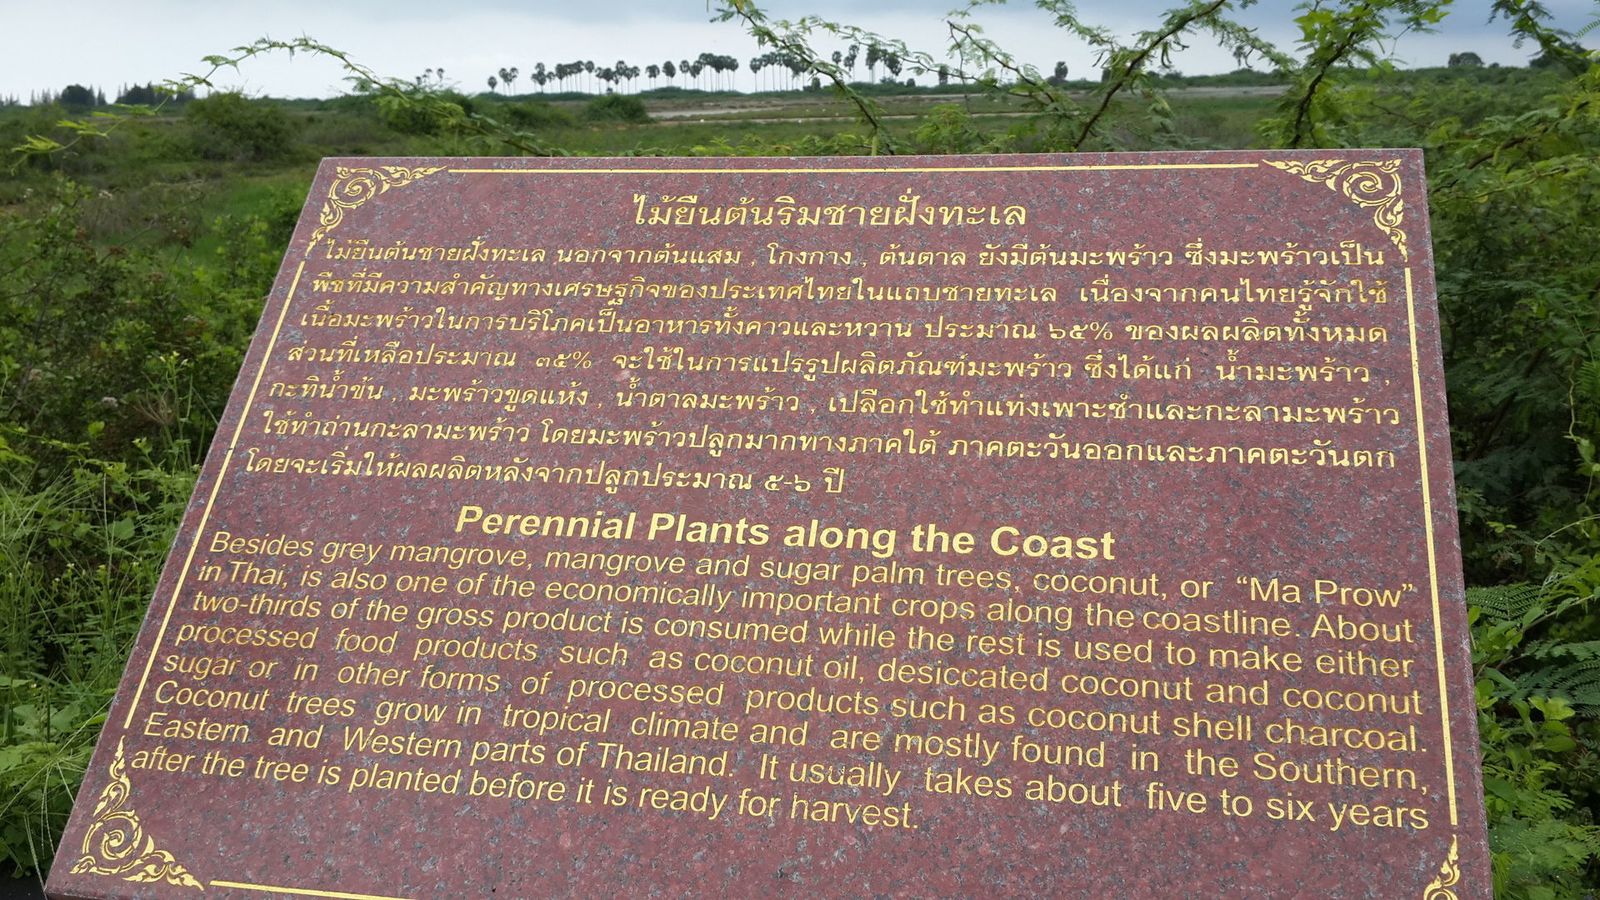 ไม้ยืนต้นริมชายฝั่งทะเล
ไม้ยืนต้นชายฝั่งทะเล นอกจากต้นแสม , โกงกาง , ต้นตาล ยังมีต้นมะพร้าว ซึ่งมะพร้าวเป็น
พืชที่มีความสำคัญทางเศรษฐกิจของประเทศไทยในแถบชายทะเล เนื่องจากคนไทยรู้จักใช้
เนื้อมะพร้าวในการบริโภคเป็นอาหารทั้งคาวและหวาน ประมาณ ๖๕% ของผลผลิตทั้งหมด
ส่วนที่เหลือประมาณ ๓๕% จะใช้ในการแปรรูปผลิตภัณฑ์มะพร้าว ซึ่งได้แก่ น้ำมะพร้าว ,
กะทิน้ำข้น , มะพร้าวขูดแห้ง , น้ำตาลมะพร้าว , เปลือกใช้ทำแท่งเพาะชำและกะลามะพร้าว
ใช้ทำถ่านกะลามะพร้าว โดยมะพร้าวปลูกมากทางภาคใต้ ภาคตะวันออกและภาคตะวันตก
โดยจะเริ่มให้ผลผลิตหลังจากปลูกประมาณ ๕-๖ ปี
Perennial Plants along the Coast
Besides grey mangrove, mangrove and sugar palm trees, coconut, or “Ma Prow”
in Thai, is also one of the economically important crops along the coastline. About
two-thirds of the gross product is consumed while the rest is used to make either
processed food products such as coconut oil, desiccated coconut and coconut
sugar or in other forms of processed products such as coconut shell charcoal.
Coconut trees grow in tropical climate and are mostly found in the Southern,
Eastern and Western parts of Thailand. It usually takes about five to six years
after the tree is planted before it is ready for harvest.